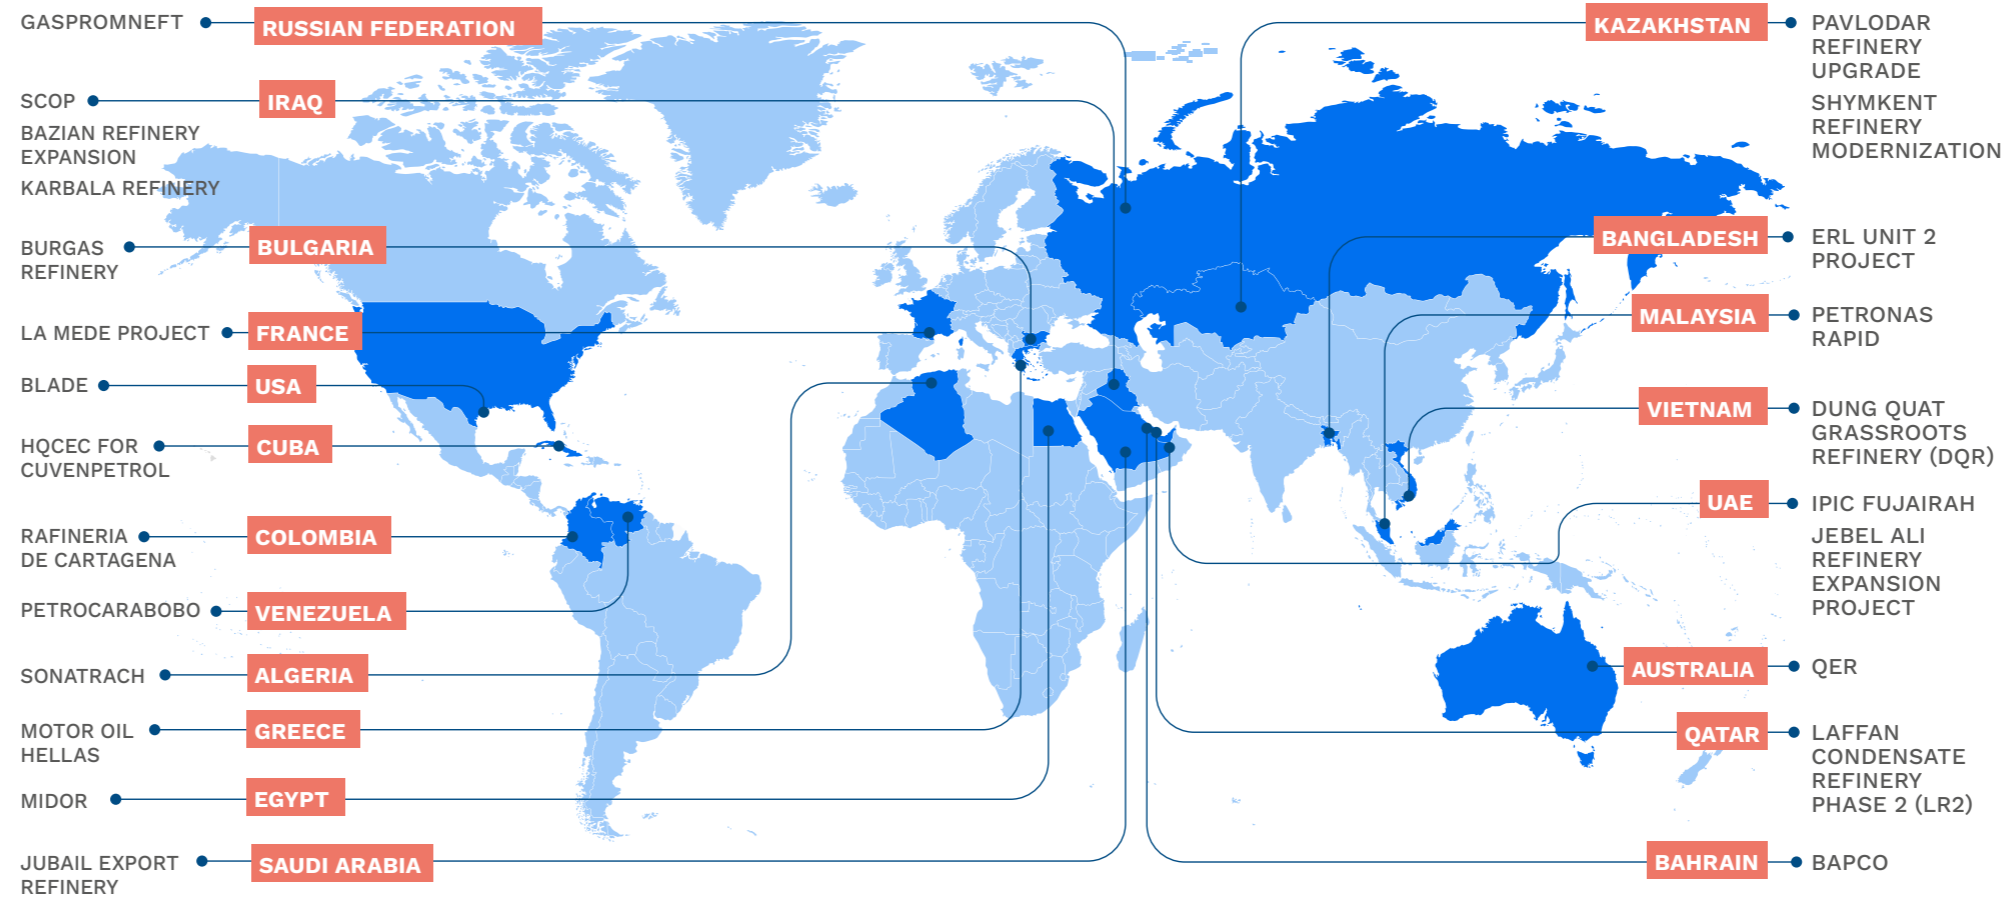 GASPROMNEFT
RUSSIAN FEDERATION
SCOP
BAZIAN REFINERY
EXPANSION
KARBALA REFINERY
IRAQ
BURGAS
REFINERY
BULGARIA
LA MEDE PROJECT
FRANCE
BLADE
USA
HQCEC FOR
CUVENPETROL
CUBA
RAFINERIA
DE CARTAGENA
COLOMBIA
PETROCARABOBO
VENEZUELA
SONATRACH
ALGERIA
MOTOR OIL
HELLAS
GREECE
MIDOR
EGYPT
JUBAIL EXPORT
REFINERY
SAUDI ARABIA
KAZAKHSTAN
PAVLODAR
REFINERY
UPGRADE
SHYMKENT
REFINERY
MODERNIZATION
BANGLADESH
ERL UNIT 2
PROJECT
MALAYSIA
PETRONAS
RAPID
VIETNAM
DUNG QUAT
GRASSROOTS
REFINERY (DQR)
UAE
IPIC FUJAIRAH
JEBEL ALI
REFINERY
EXPANSION
PROJECT
AUSTRALIA
QER
QATAR
LAFFAN
CONDENSATE
REFINERY
PHASE 2 (LR2)
BAHRAIN
BAPCO